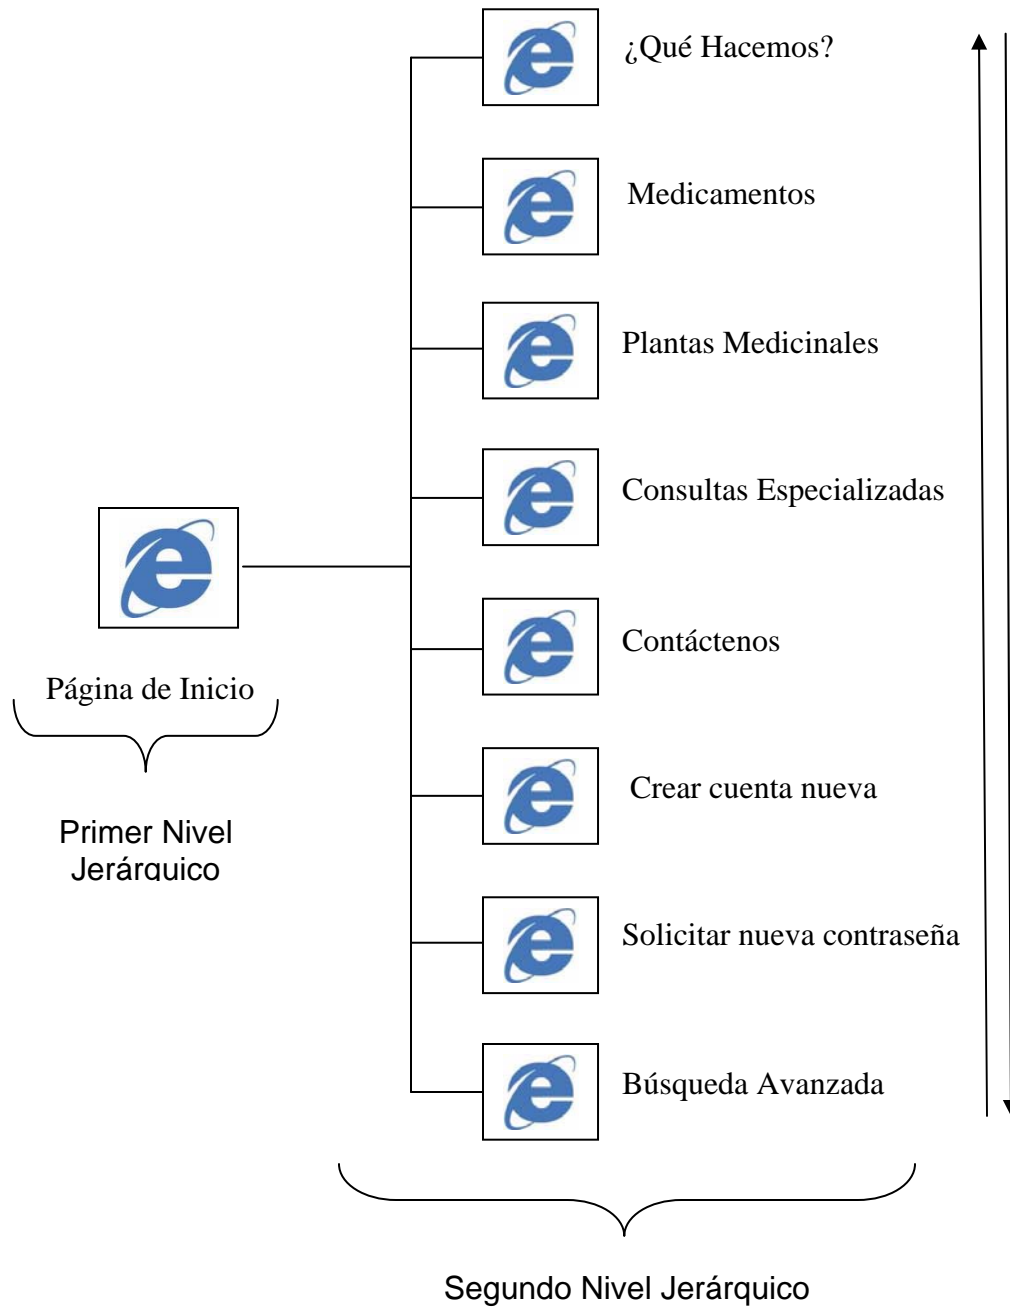 ¿Qué Hacemos?
Medicamentos
Plantas Medicinales
Consultas Especializadas
Contáctenos
Página de Inicio
Primer Nivel
Jerárquico
Crear cuenta nueva
Solicitar nueva contraseña
Búsqueda Avanzada
Segundo Nivel Jerárquico